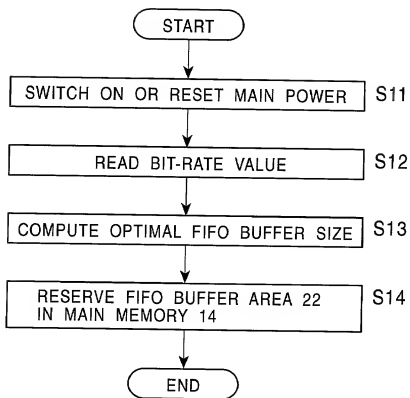 START
SWITCH ON OR RESET MAIN POWER S11
READ BIT-RATE VALUE S12
COMPUTE OPTIMAL FIFO BUFFER SIZE S13
RESERVE FIFO BUFFER AREA 22 S14
IN MAIN MEMORY 14
END